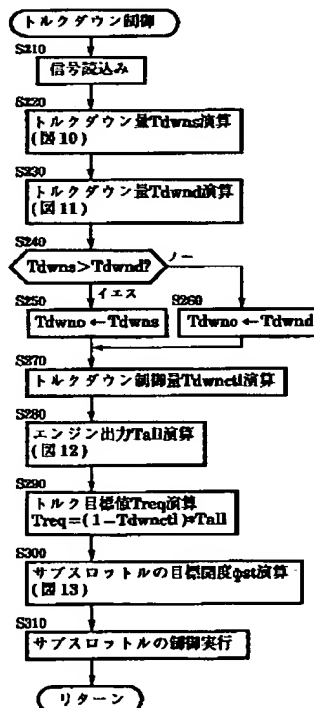 トルクダウン制御
S210
信号読込み
S220
トルクダウン量Tdwns演算
(図10)
S230
トルクダウン量Tdwnd演算
(図11)
S240
Tdwns>Tdwnd?
ノー
イエス
S250
S260
Tdwno←Tdwns
Tdwno←Tdwnd
S270
トルクダウン制御量Tdwnctl演算
S280
エンジン出力Tall演算
(図12)
S290
トルク目標値Treq演算
Treq=(1-Tdwnctl)*Tall
S300
サブスロットルの目標開度φst演算
(図13)
S310
サブスロットルの制御実行
リターン